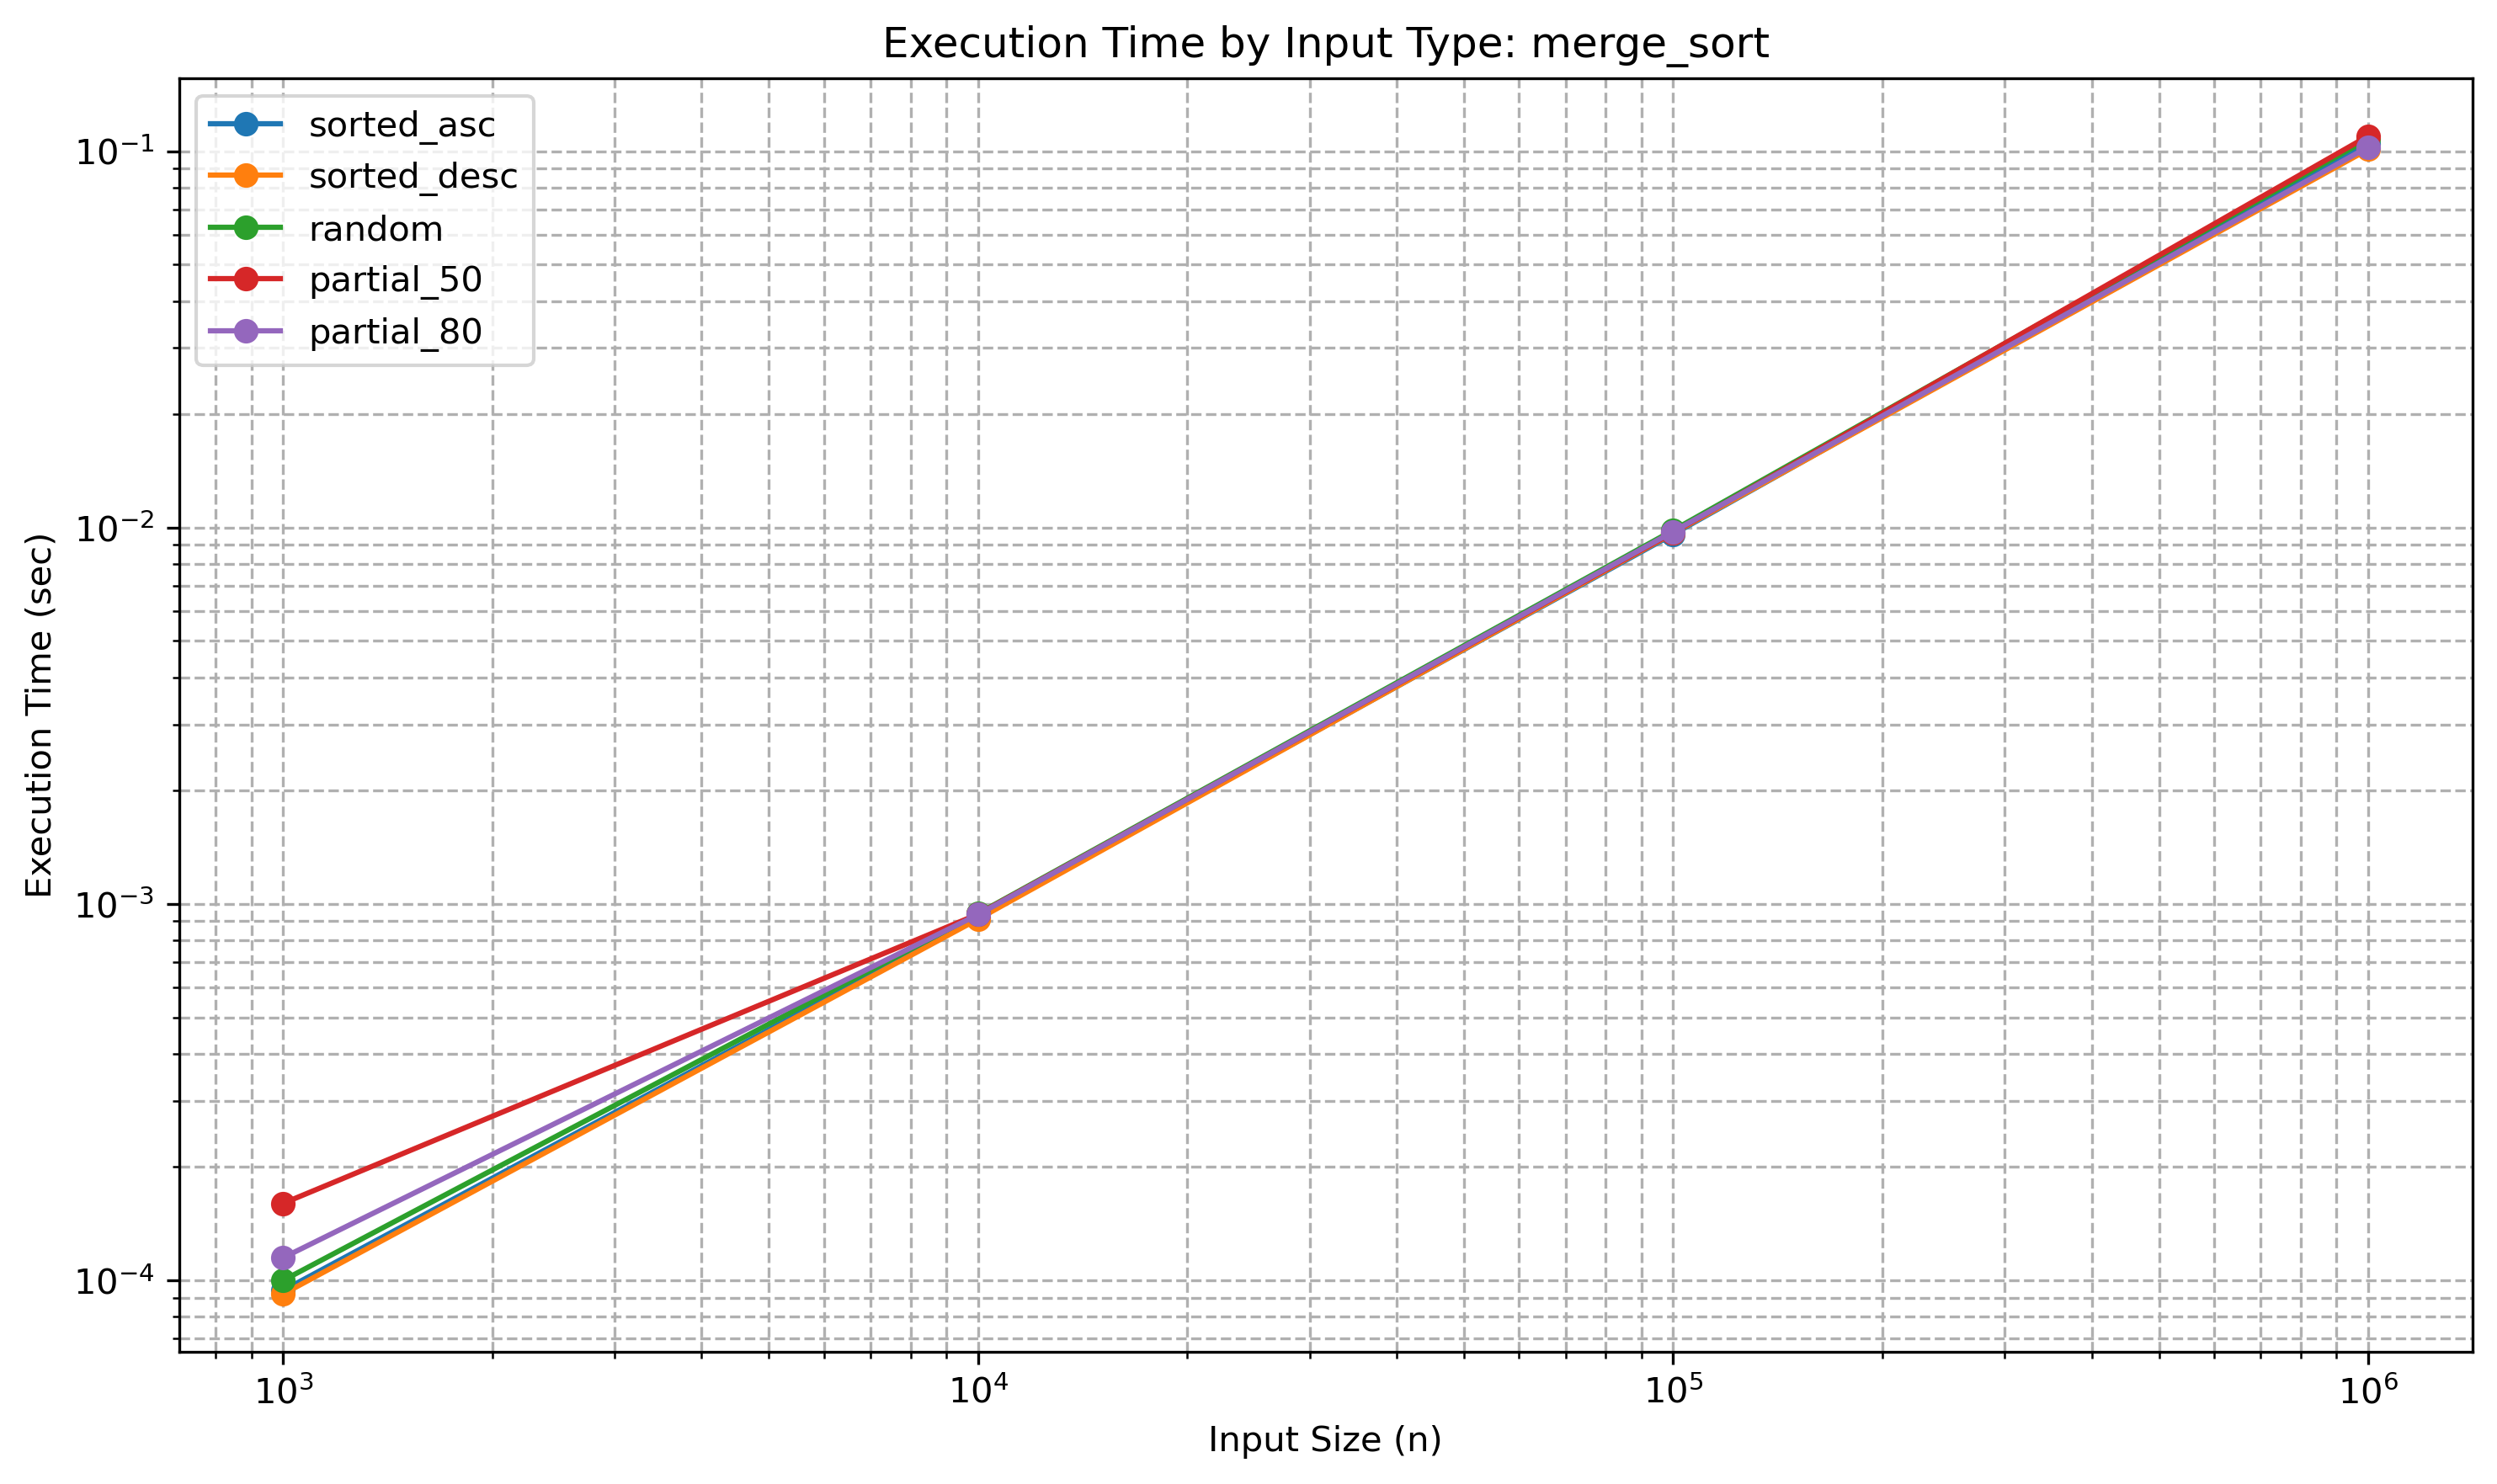 Execution Time by Input Type: merge_sort
sorted_asc
sorted_desc
random
partial_50
partial_80
Execution Time (sec)
10⁻¹
10⁻²
10⁻³
10⁻⁴
10³ 10⁴ 10⁵ 10⁶
Input Size (n)